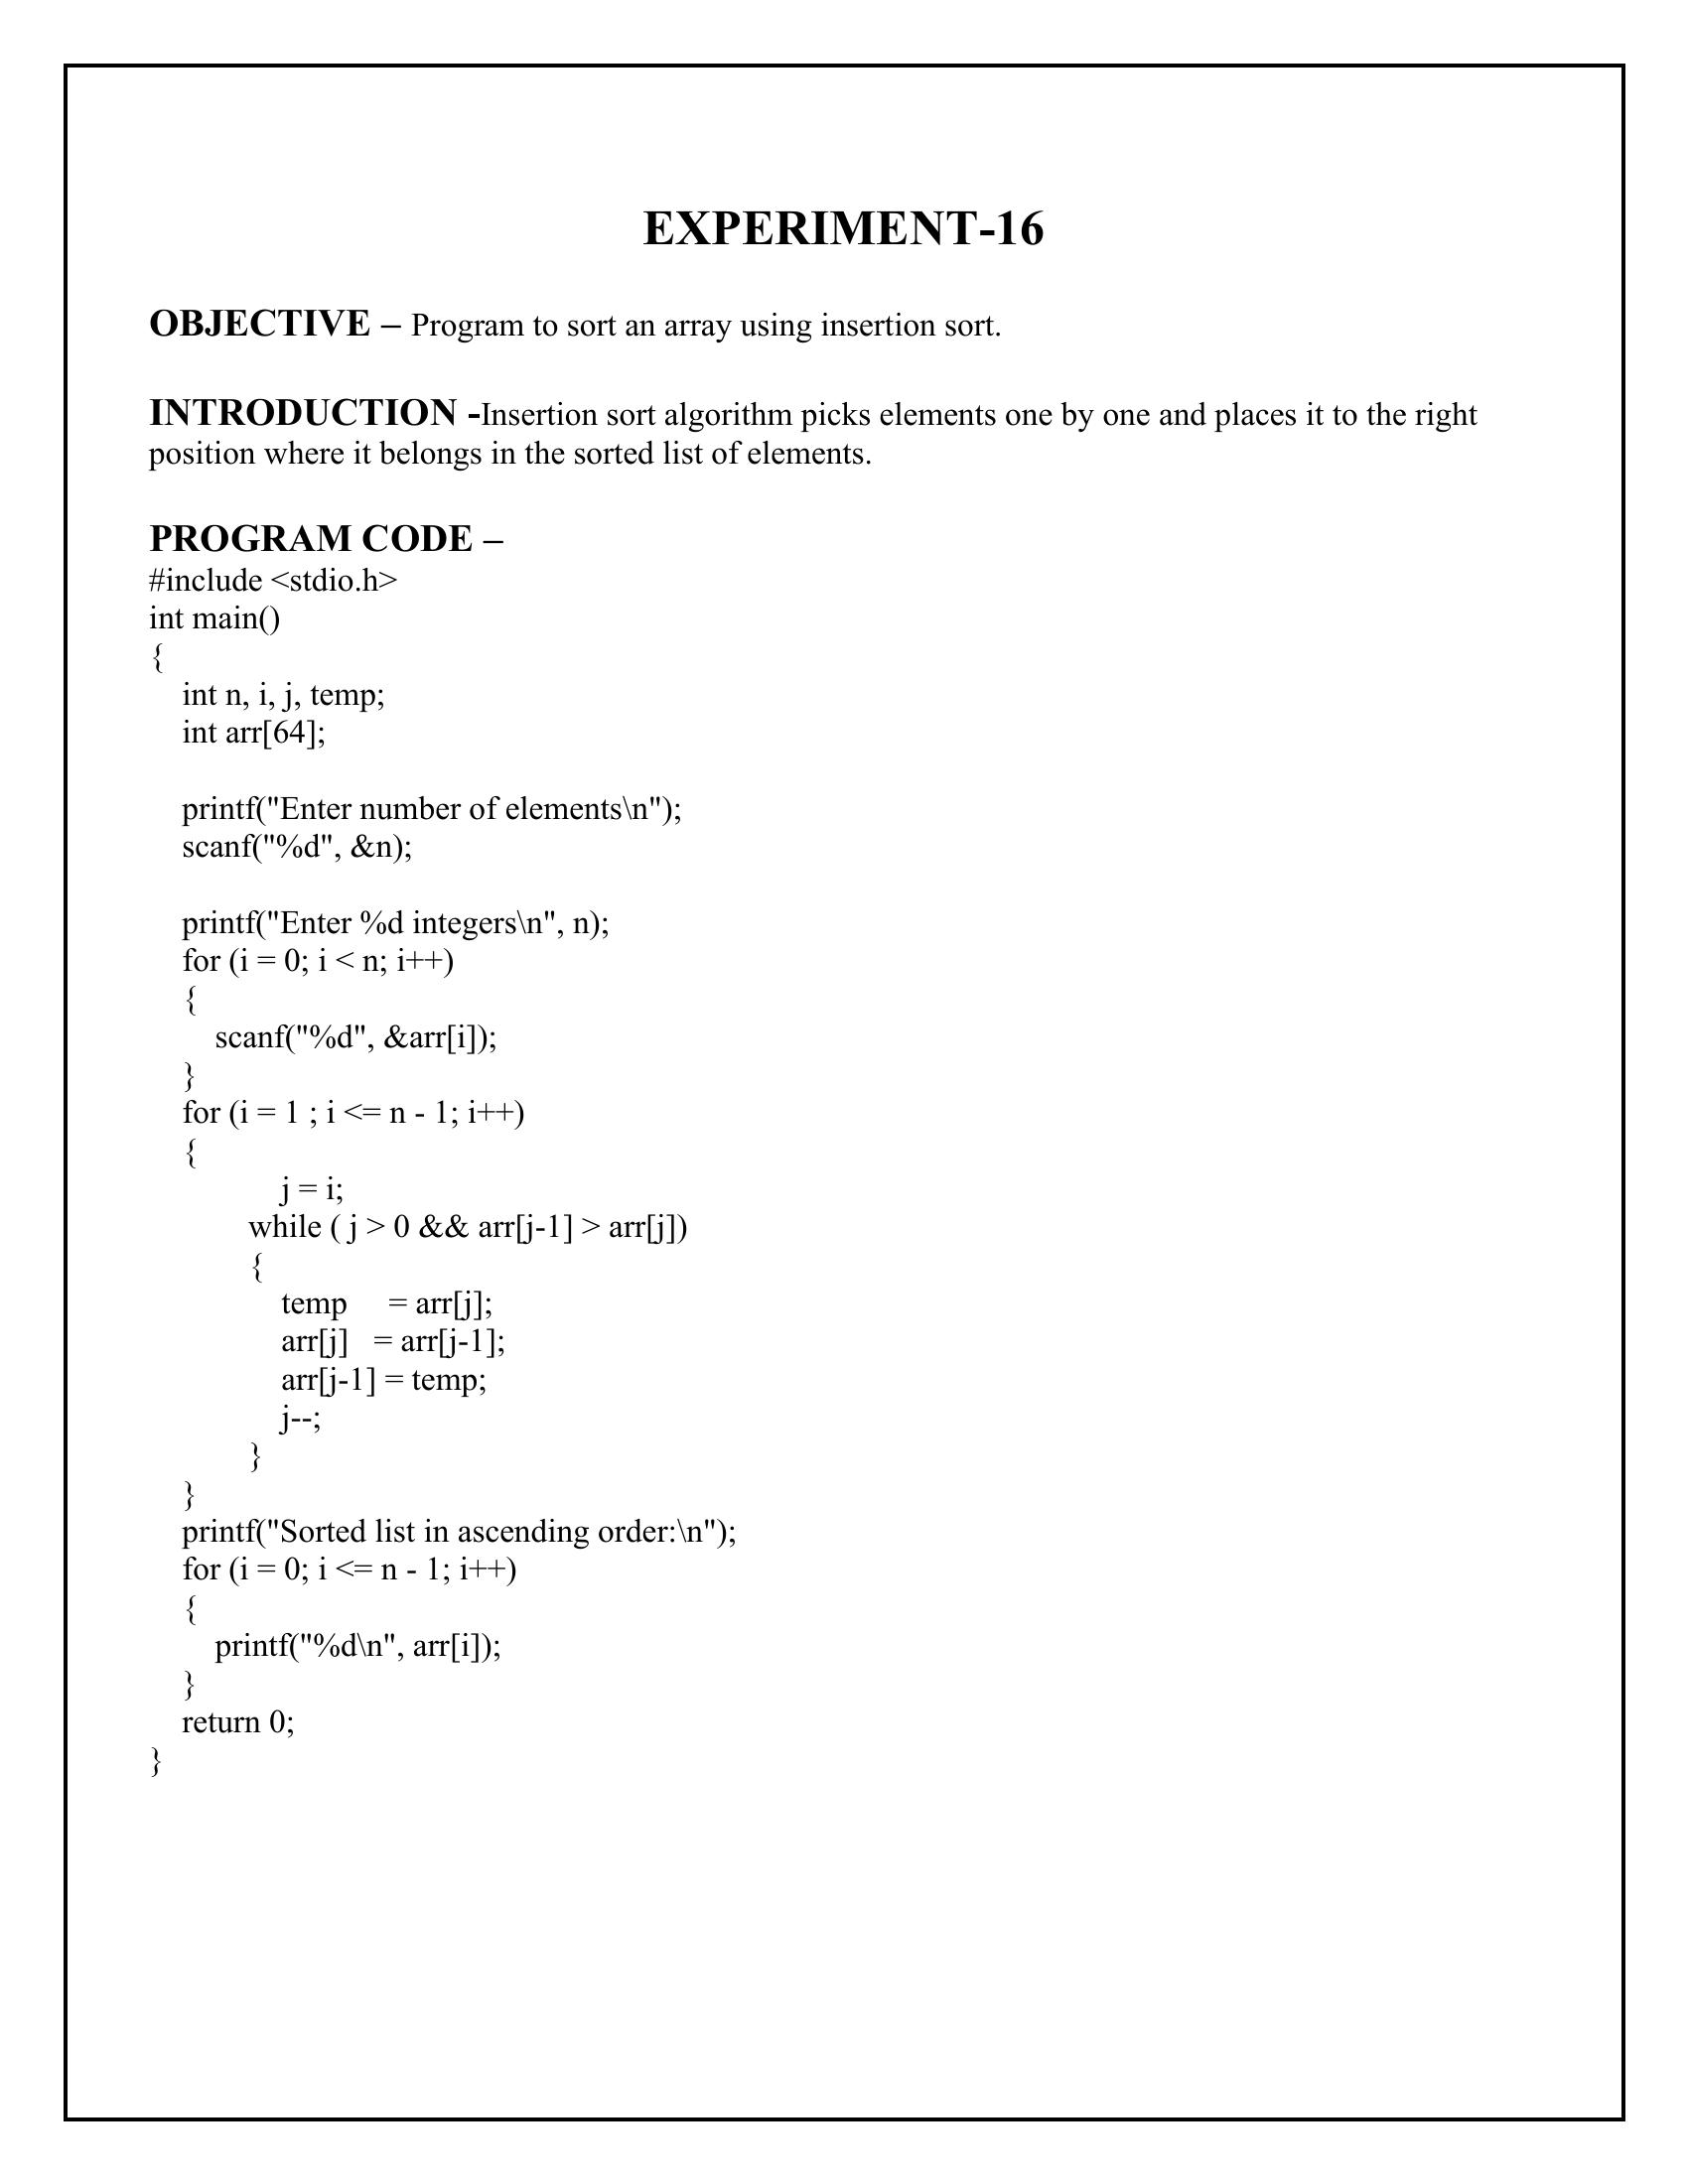 EXPERIMENT-16
OBJECTIVE – Program to sort an array using insertion sort.
INTRODUCTION -Insertion sort algorithm picks elements one by one and places it to the right
position where it belongs in the sorted list of elements.
PROGRAM CODE –
#include <stdio.h>
int main()
{
    int n, i, j, temp;
    int arr[64];

    printf("Enter number of elements\n");
    scanf("%d", &n);

    printf("Enter %d integers\n", n);
    for (i = 0; i < n; i++)
    {
        scanf("%d", &arr[i]);
    }
    for (i = 1 ; i <= n - 1; i++)
    {
                j = i;
            while ( j > 0 && arr[j-1] > arr[j])
            {
                temp     = arr[j];
                arr[j]   = arr[j-1];
                arr[j-1] = temp;
                j--;
            }
    }
    printf("Sorted list in ascending order:\n");
    for (i = 0; i <= n - 1; i++)
    {
        printf("%d\n", arr[i]);
    }
    return 0;
}